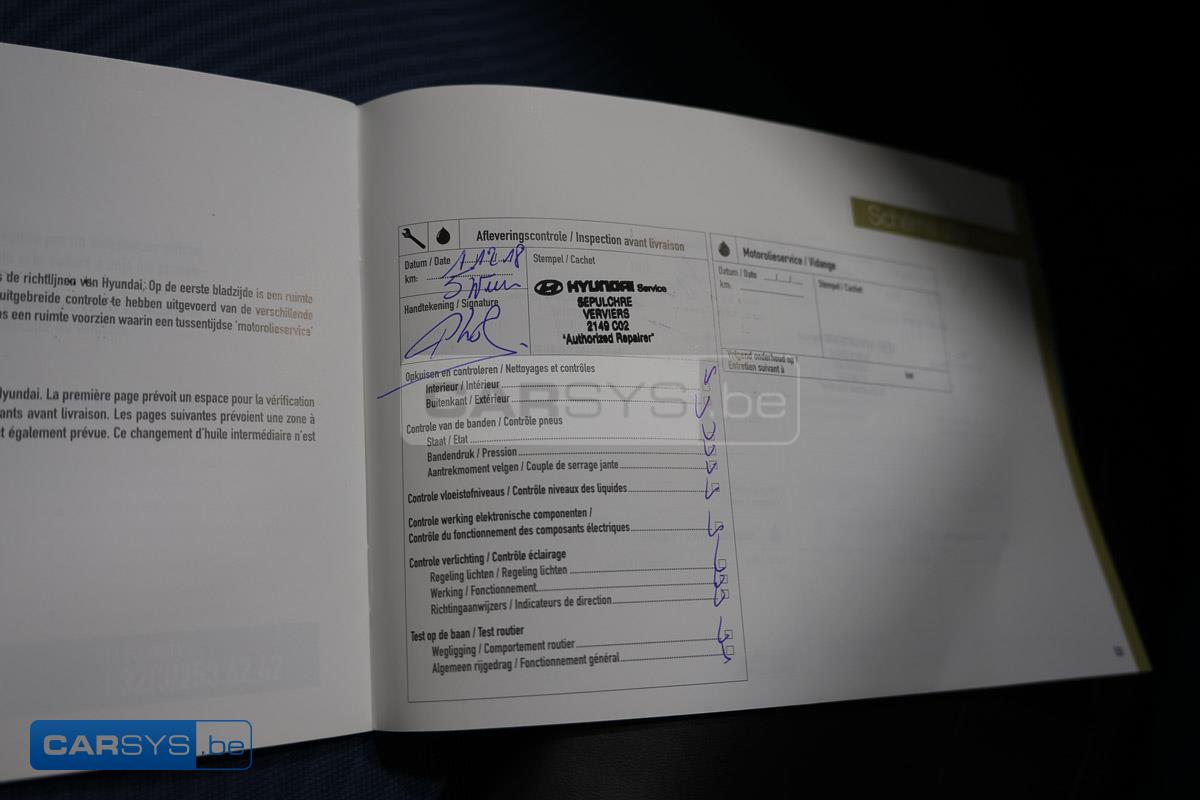 s de richtlijnen van Hyundai. Op de eerste bladzijde is een ruimte
uitgebreide controle te hebben uitgevoerd van de verschillende
s een ruimte voorzien waarin een tussentijdse 'motorolieservice'
Hyundai. La première page prévoit un espace pour la vérification
ants avant livraison. Les pages suivantes prévoient une zone à
t également prévue. Ce changement d'huile intermédiaire n'est
Schéma
Afleveringscontrole / Inspection avant livraison
Datum / Date
km:
Handtekening / Signature
Stempel / Cachet
HYUNDAI Service
SEPULCHRE
VERVIERS
2149 C02
"Authorized Repairer"
Opkuisen en controleren / Nettoyages et contrôles
Interieur / Intérieur
Buitenkant / Extérieur
Controle van de banden / Contrôle pneus
Staat / Etat
Bandendruk / Pression
Aantrekmoment velgen / Couple de serrage jante
Controle vloeistofniveaus / Contrôle niveaux des liquides
Controle werking elektronische componenten /
Contrôle du fonctionnement des composants électriques
Controle verlichting / Contrôle éclairage
Regeling lichten / Regeling lichten
Werking / Fonctionnement
Richtingaanwijzers / Indicateurs de direction
Test op de baan / Test routier
Wegligging / Comportement routier
Algemeen rijgedrag / Fonctionnement général
Motorolieservice / Vidange
Datum / Date / /
km:
Stempel / Cachet
Volgend onderhoud op /
Entretien suivant à
km
CARSYS.be
CARSYS.be